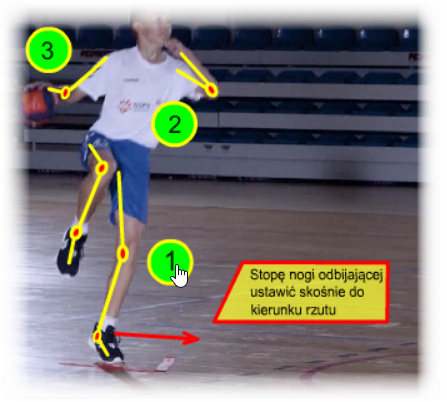 3
2
1
Stopę nogi odbijającej
ustawić skośnie do
kierunku rzutu